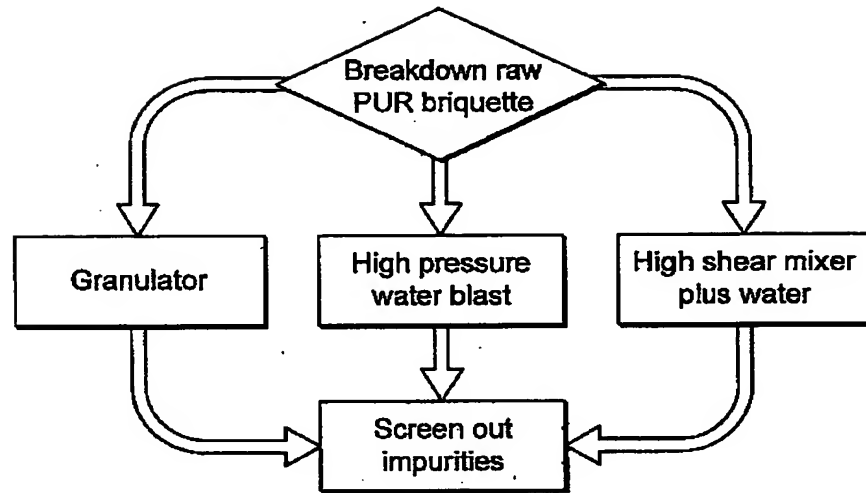 Breakdown raw
PUR briquette
Granulator
High pressure
water blast
High shear mixer
plus water
Screen out
impurities